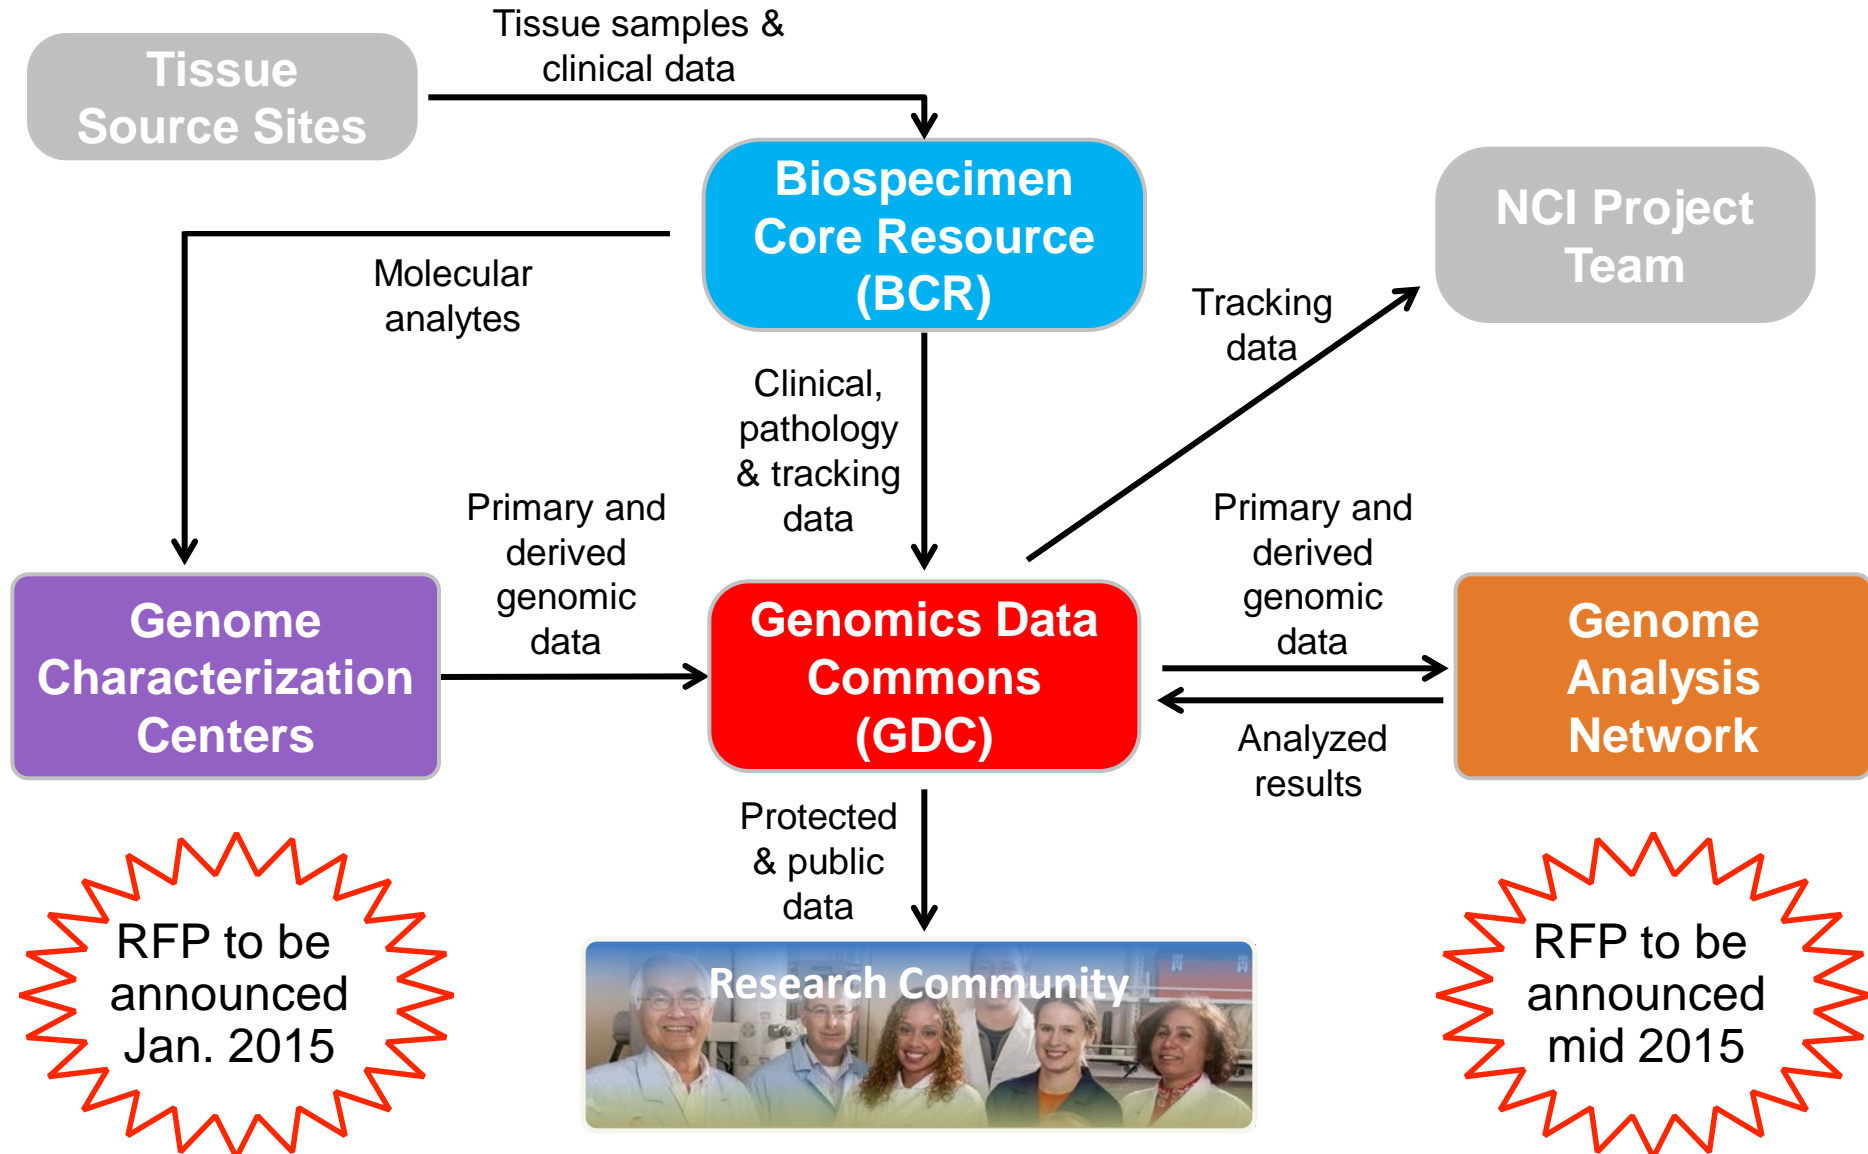 Tissue samples &
clinical data
Tissue
Source Sites
Biospecimen
Core Resource
(BCR)
NCI Project
Team
Molecular
analytes
Tracking
data
Clinical,
pathology
& tracking
data
Primary and
derived
genomic
data
Primary and
derived
genomic
data
Genome
Characterization
Centers
Genomics Data
Commons
(GDC)
Genome
Analysis
Network
Analyzed
results
Protected
& public
data
RFP to be
announced
Jan. 2015
Research Community
RFP to be
announced
mid 2015